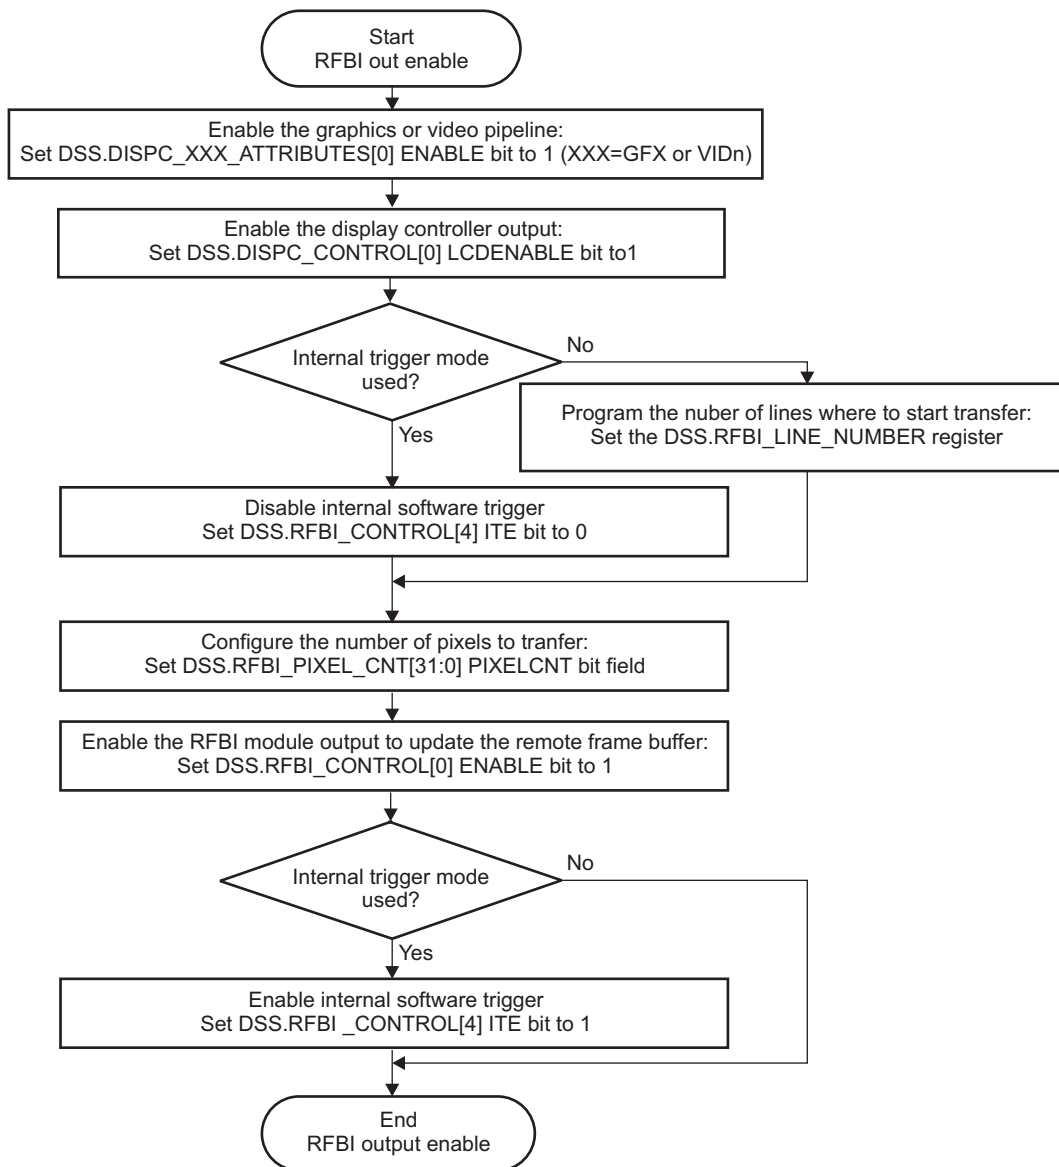 Start
RFBI out enable
Enable the graphics or video pipeline:
Set DSS.DISPC_XXX_ATTRIBUTES[0] ENABLE bit to 1 (XXX=GFX or VIDn)
Enable the display controller output:
Set DSS.DISPC_CONTROL[0] LCDENABLE bit to1
Internal trigger mode
used?
No
Program the nuber of lines where to start transfer:
Set the DSS.RFBI_LINE_NUMBER register
Yes
Disable internal software trigger
Set DSS.RFBI_CONTROL[4] ITE bit to 0
Configure the number of pixels to tranfer:
Set DSS.RFBI_PIXEL_CNT[31:0] PIXELCNT bit field
Enable the RFBI module output to update the remote frame buffer:
Set DSS.RFBI_CONTROL[0] ENABLE bit to 1
Internal trigger mode
used?
No
Yes
Enable internal software trigger
Set DSS.RFBI _CONTROL[4] ITE bit to 1
End
RFBI output enable